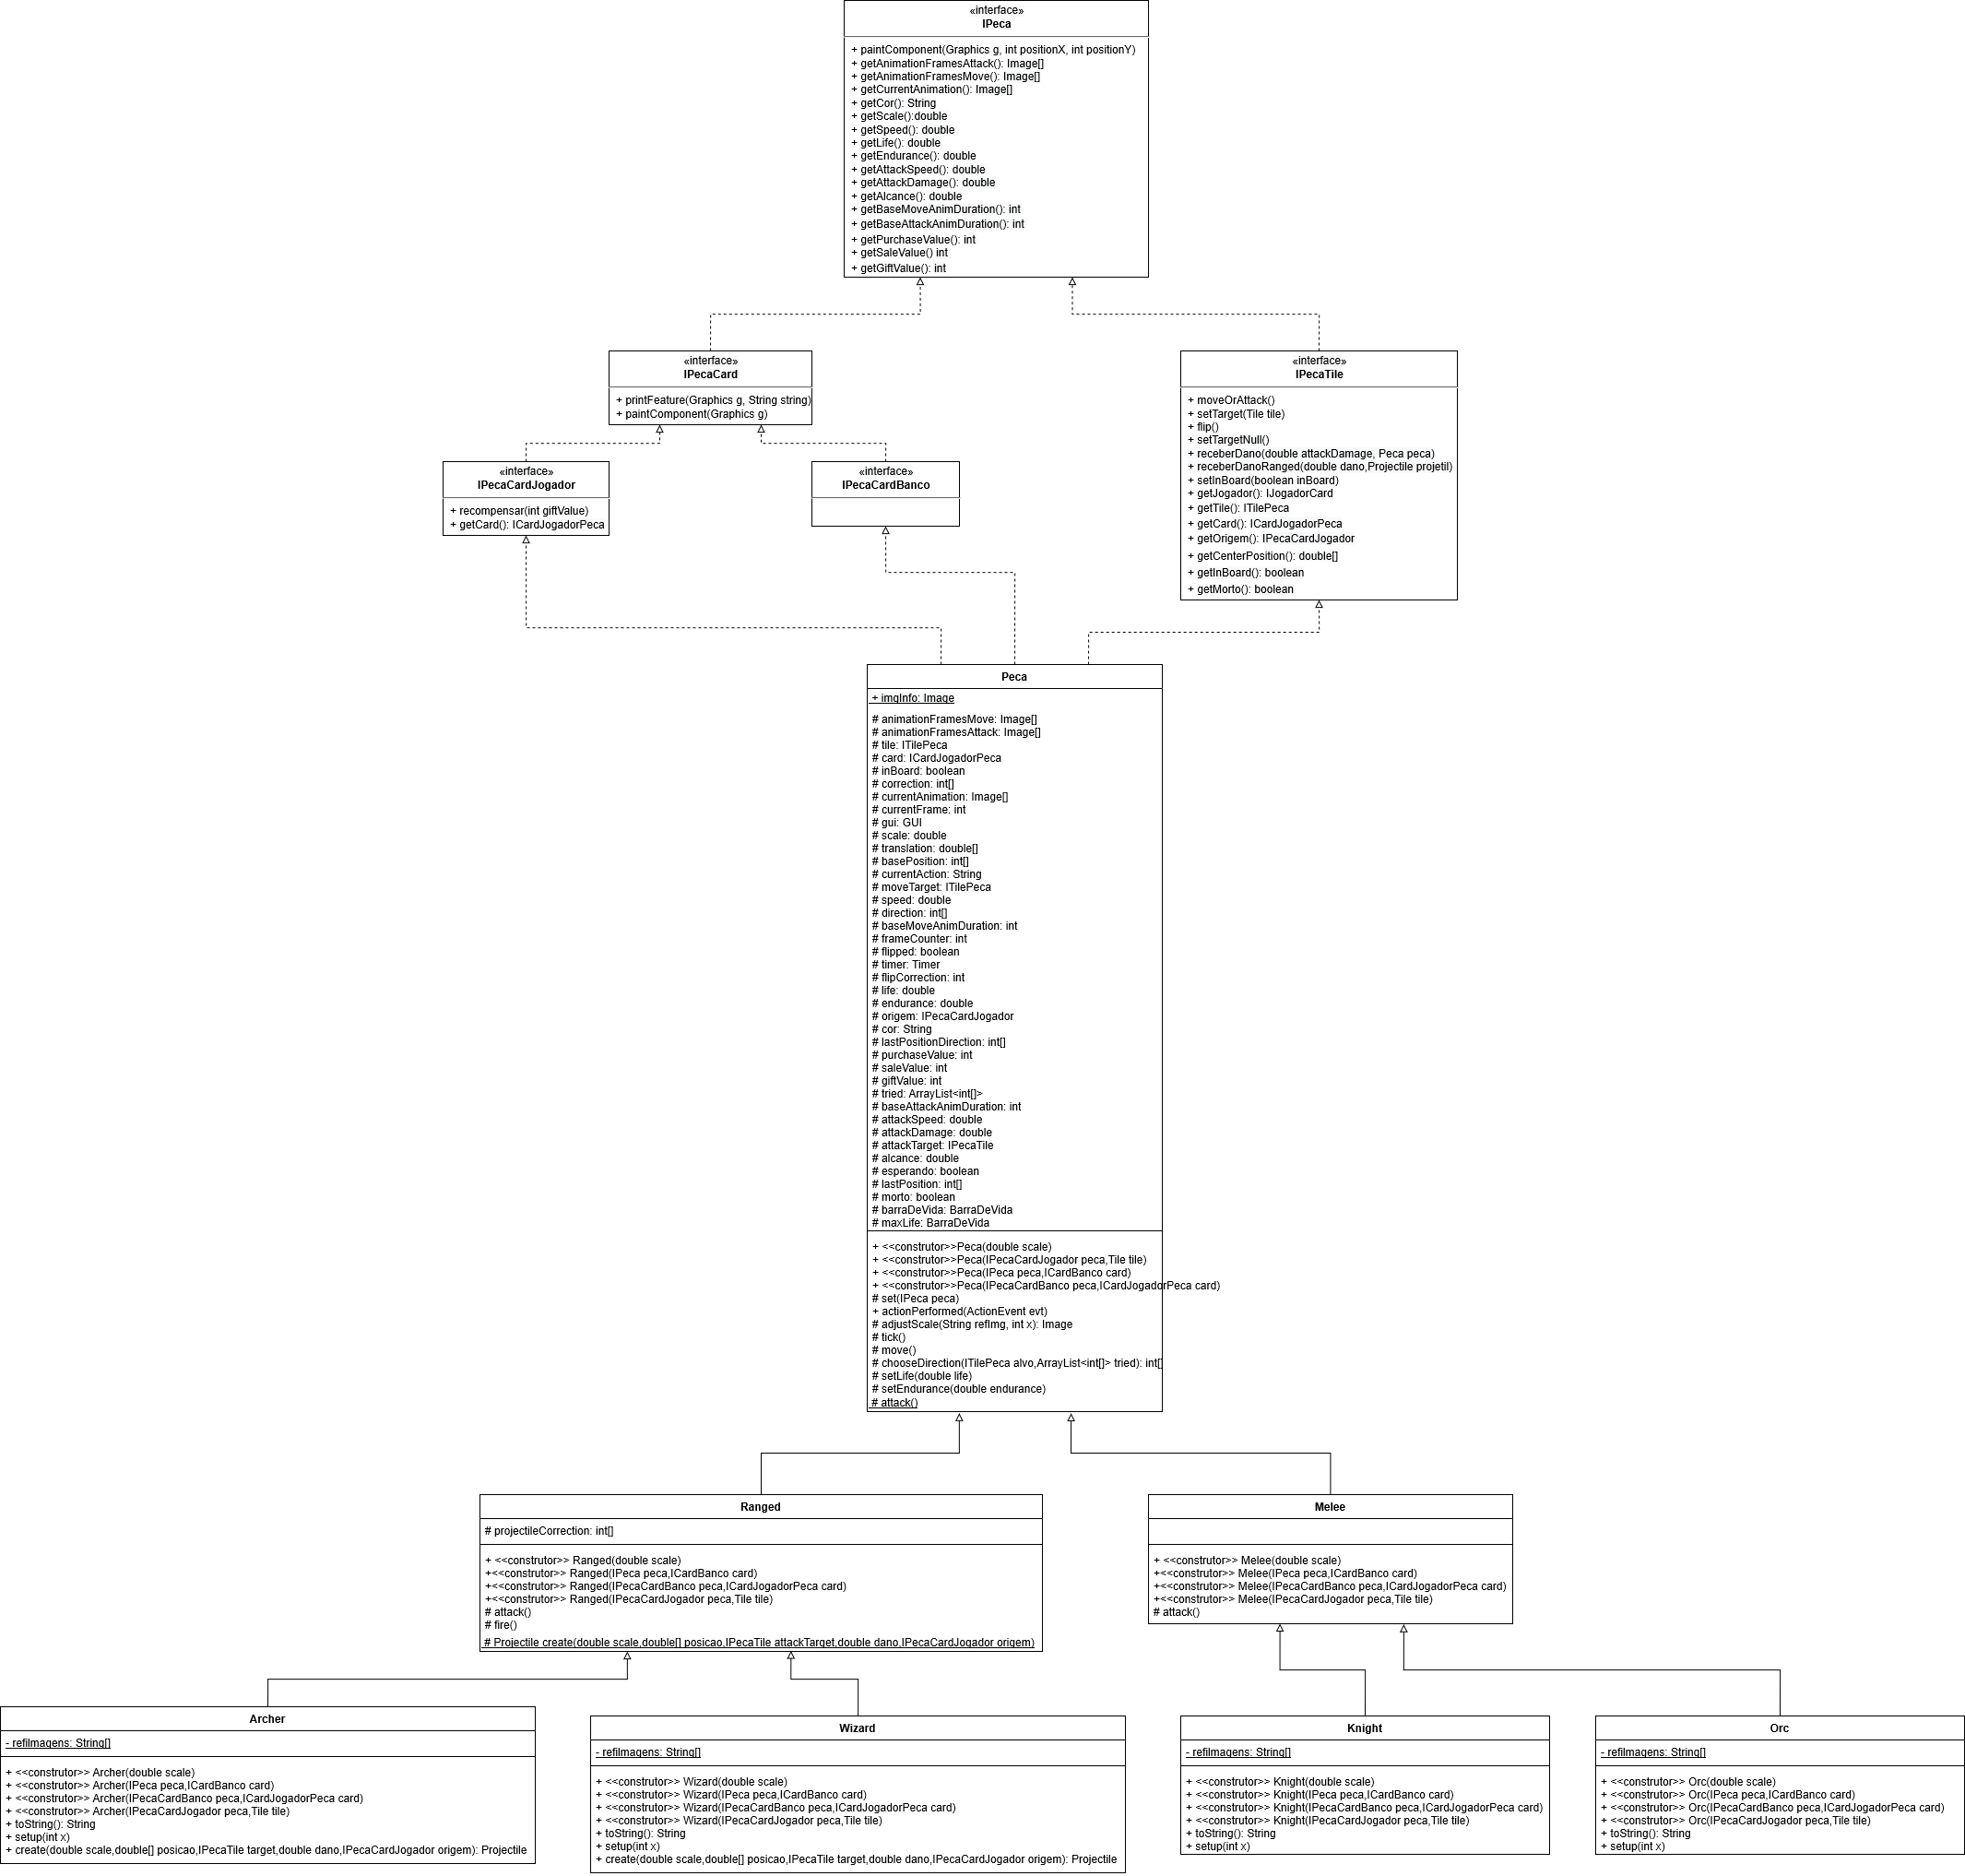 «interface»
IPeca
+ paintComponent(Graphics g, int positionX, int positionY)
+ getAnimationFramesAttack(): Image[]
+ getAnimationFramesMove(): Image[]
+ getCurrentAnimation(): Image[]
+ getCor(): String
+ getScale():double
+ getSpeed(): double
+ getLife(): double
+ getEndurance(): double
+ getAttackSpeed(): double
+ getAttackDamage(): double
+ getAlcance(): double
+ getBaseMoveAnimDuration(): int
+ getBaseAttackAnimDuration(): int
+ getPurchaseValue(): int
+ getSaleValue() int
+ getGiftValue(): int
«interface»
IPecaCard
+ printFeature(Graphics g, String string)
+ paintComponent(Graphics g)
«interface»
IPecaTile
+ moveOrAttack()
+ setTarget(Tile tile)
+ flip()
+ setTargetNull()
+ receberDano(double attackDamage, Peca peca)
+ receberDanoRanged(double dano,Projectile projetil)
+ setInBoard(boolean inBoard)
+ getJogador(): IJogadorCard
+ getTile(): ITilePeca
+ getCard(): ICardJogadorPeca
+ getOrigem(): IPecaCardJogador
+ getCenterPosition(): double[]
+ getInBoard(): boolean
+ getMorto(): boolean
«interface»
IPecaCardJogador
+ recompensar(int giftValue)
+ getCard(): ICardJogadorPeca
«interface»
IPecaCardBanco
Peca
+ imgInfo: Image
# animationFramesMove: Image[]
# animationFramesAttack: Image[]
# tile: ITilePeca
# card: ICardJogadorPeca
# inBoard: boolean
# correction: int[]
# currentAnimation: Image[]
# currentFrame: int
# gui: GUI
# scale: double
# translation: double[]
# basePosition: int[]
# currentAction: String
# moveTarget: ITilePeca
# speed: double
# direction: int[]
# baseMoveAnimDuration: int
# frameCounter: int
# flipped: boolean
# timer: Timer
# flipCorrection: int
# life: double
# endurance: double
# origem: IPecaCardJogador
# cor: String
# lastPositionDirection: int[]
# purchaseValue: int
# saleValue: int
# giftValue: int
# tried: ArrayList<int[]>
# baseAttackAnimDuration: int
# attackSpeed: double
# attackDamage: double
# attackTarget: IPecaTile
# alcance: double
# esperando: boolean
# lastPosition: int[]
# morto: boolean
# barraDeVida: BarraDeVida
# maxLife: BarraDeVida
+ <<construtor>>Peca(double scale)
+ <<construtor>>Peca(IPecaCardJogador peca,Tile tile)
+ <<construtor>>Peca(IPeca peca,ICardBanco card)
+ <<construtor>>Peca(IPecaCardBanco peca,ICardJogadorPeca card)
# set(IPeca peca)
+ actionPerformed(ActionEvent evt)
# adjustScale(String refImg, int x): Image
# tick()
# move()
# chooseDirection(ITilePeca alvo,ArrayList<int[]> tried): int[]
# setLife(double life)
# setEndurance(double endurance)
# attack()
Ranged
# projectileCorrection: int[]
+ <<construtor>> Ranged(double scale)
+<<construtor>> Ranged(IPeca peca,ICardBanco card)
+<<construtor>> Ranged(IPecaCardBanco peca,ICardJogadorPeca card)
+<<construtor>> Ranged(IPecaCardJogador peca,Tile tile)
# attack()
# fire()
# Projectile create(double scale,double[] posicao,IPecaTile attackTarget,double dano,IPecaCardJogador origem)
Melee
+ <<construtor>> Melee(double scale)
+<<construtor>> Melee(IPeca peca,ICardBanco card)
+<<construtor>> Melee(IPecaCardBanco peca,ICardJogadorPeca card)
+<<construtor>> Melee(IPecaCardJogador peca,Tile tile)
# attack()
Archer
- refiImagens: String[]
+ <<construtor>> Archer(double scale)
+ <<construtor>> Archer(IPeca peca,ICardBanco card)
+ <<construtor>> Archer(IPecaCardBanco peca,ICardJogadorPeca card)
+ <<construtor>> Archer(IPecaCardJogador peca,Tile tile)
+ toString(): String
+ setup(int x)
+ create(double scale,double[] posicao,IPecaTile target,double dano,IPecaCardJogador origem): Projectile
Wizard
- refiImagens: String[]
+ <<construtor>> Wizard(double scale)
+ <<construtor>> Wizard(IPeca peca,ICardBanco card)
+ <<construtor>> Wizard(IPecaCardBanco peca,ICardJogadorPeca card)
+ <<construtor>> Wizard(IPecaCardJogador peca,Tile tile)
+ toString(): String
+ setup(int x)
+ create(double scale,double[] posicao,IPecaTile target,double dano,IPecaCardJogador origem): Projectile
Knight
- refiImagens: String[]
+ <<construtor>> Knight(double scale)
+ <<construtor>> Knight(IPeca peca,ICardBanco card)
+ <<construtor>> Knight(IPecaCardBanco peca,ICardJogadorPeca card)
+ <<construtor>> Knight(IPecaCardJogador peca,Tile tile)
+ toString(): String
+ setup(int x)
Orc
- refiImagens: String[]
+ <<construtor>> Orc(double scale)
+ <<construtor>> Orc(IPeca peca,ICardBanco card)
+ <<construtor>> Orc(IPecaCardBanco peca,ICardJogadorPeca card)
+ <<construtor>> Orc(IPecaCardJogador peca,Tile tile)
+ toString(): String
+ setup(int x)